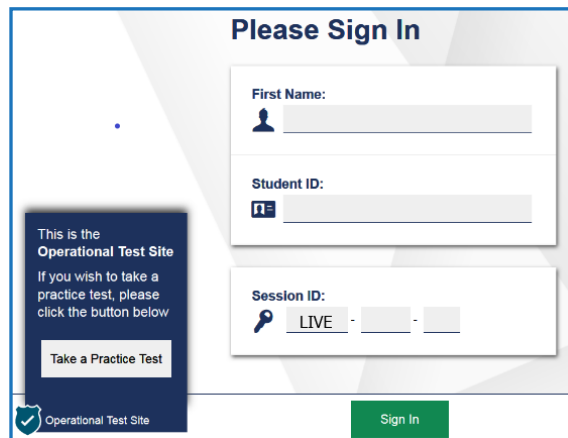 Please Sign In
First Name:
Student ID:
This is the
Operational Test Site
If you wish to take a
practice test, please
click the button below
Take a Practice Test
Session ID:
LIVE - -
Operational Test Site
Sign In